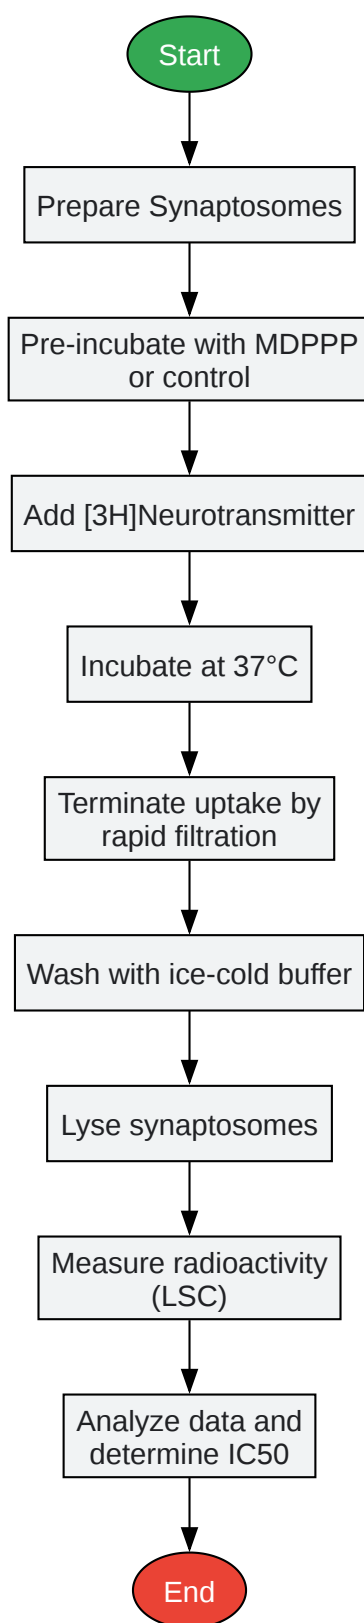 Start
Prepare Synaptosomes
Pre-incubate with MDPPP
or control
Add [3H]Neurotransmitter
Incubate at 37°C
Terminate uptake by
rapid filtration
Wash with ice-cold buffer
Lyse synaptosomes
Measure radioactivity
(LSC)
Analyze data and
determine IC50
End